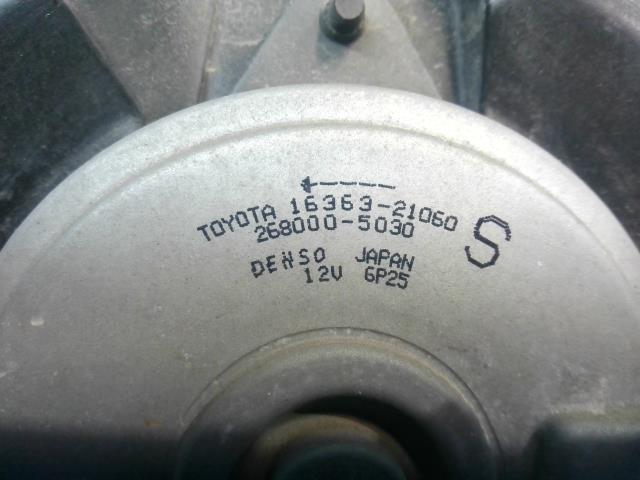 TOYOTA 16363-21060
268000-5030
S
DENSO JAPAN
12V 6P25